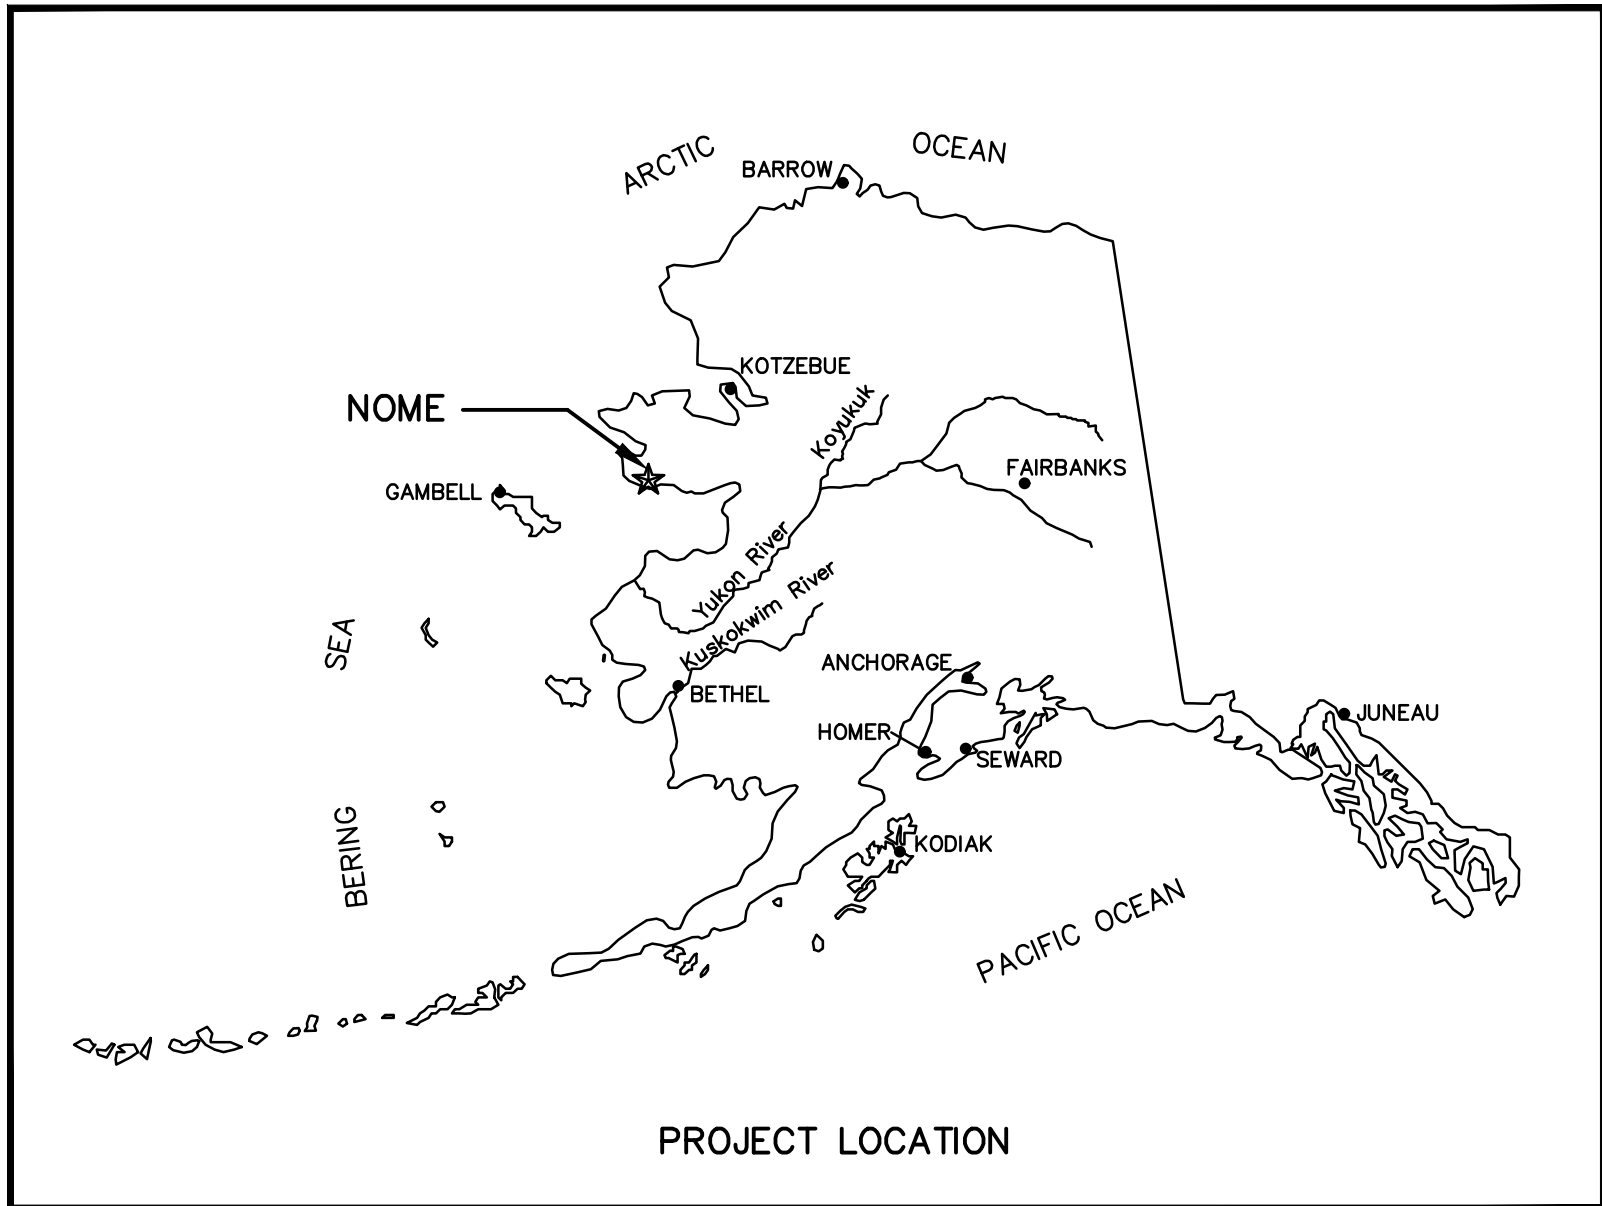 ARCTIC OCEAN
BARROW
KOTZEBUE
NOME
Koyukuk
FAIRBANKS
GAMBELL
Yukon River
Kuskokwim River
BERING SEA
ANCHORAGE
BETHEL
JUNEAU
HOMER
SEWARD
KODIAK
PACIFIC OCEAN
PROJECT LOCATION